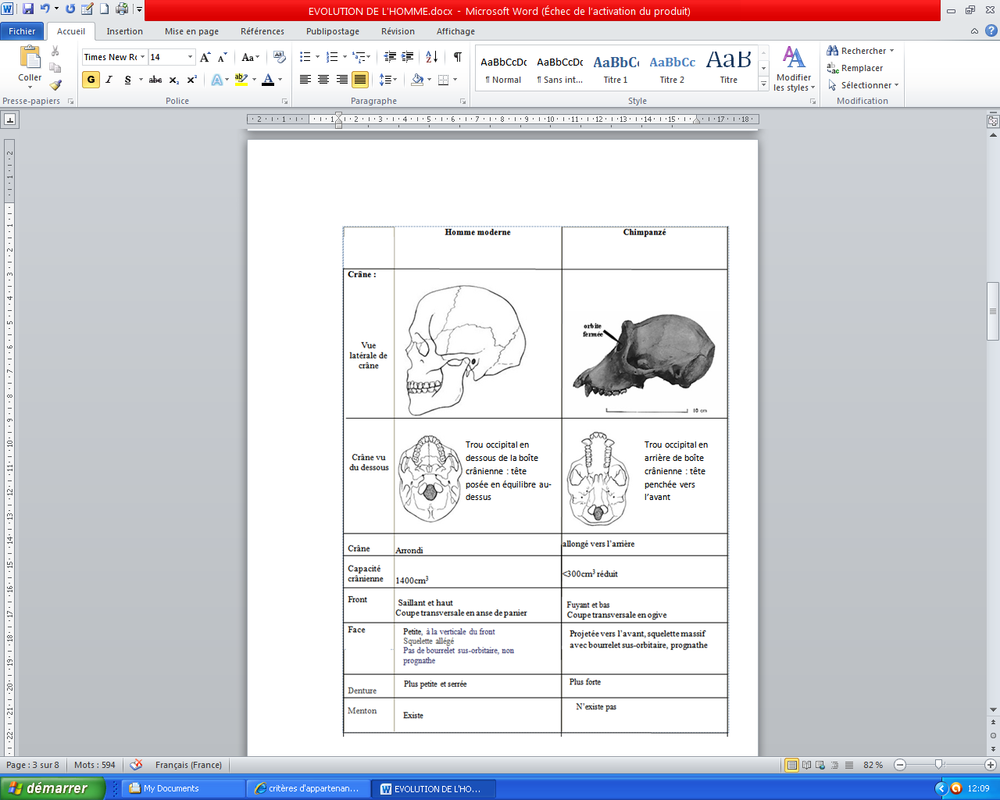 EVOLUTION DE L'HOMME.docx - Microsoft Word (Échec de l'activation du produit)
Fichier Accueil Insertion Mise en page Références Publipostage Révision Affichage
Coller
Times New Ro 14
AaBbCcDc AaBbCcDc AaBbC AaBbCc AaB
¶ Normal ¶ Sans int... Titre 1 Titre 2 Titre
Modifier les styles
Rechercher
Remplacer
Sélectionner
Presse-papiers Police Paragraphe Style Modification
Homme moderne Chimpanzé
Crâne :
Vue
latérale de
crâne
orbite
fermée
10 cm
Crâne vu
du dessous
Trou occipital en
dessous de la boîte
crânienne : tête
posée en équilibre au-
dessus
Trou occipital en
arrière de boîte
crânienne : tête
penchée vers
l'avant
Crâne Arrondi allongé vers l'arrière
Capacité
crânienne 1400cm³ <300cm³ réduit
Front
Saillant et haut
Coupe transversale en anse de panier
Fuyant et bas
Coupe transversale en ogive
Face
Petite, à la verticale du front
Squelette allégé
Pas de bourrelet sus-orbitaire, non
prognathe
Projetée vers l'avant, squelette massif
avec bourrelet sus-orbitaire, prognathe
Denture Plus petite et serrée Plus forte
Menton Existe N'existe pas
Page : 3 sur 8 Mots : 594 Français (France) 82 %
démarrer My Documents critères d'appartenan... EVOLUTION DE L'HO... 12:09